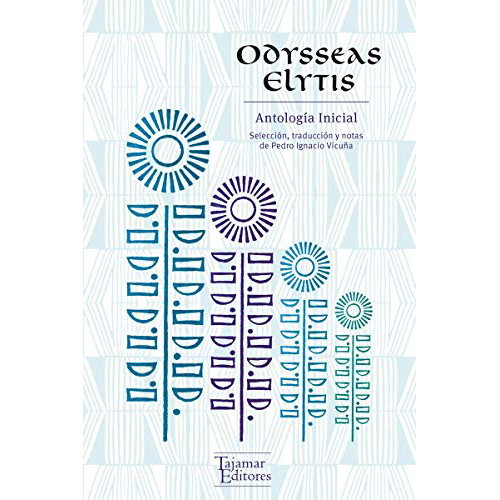 Odysseas
Elytis
Antología Inicial
Selección, traducción y notas
de Pedro Ignacio Vicuña
Tajamar
Editores